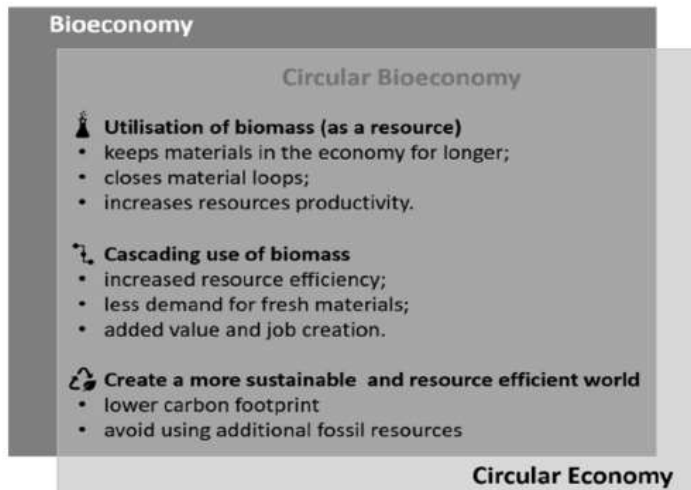 Bioeconomy
Circular Bioeconomy
Utilisation of biomass (as a resource)
• keeps materials in the economy for longer;
• closes material loops;
• increases resources productivity.
Cascading use of biomass
• increased resource efficiency;
• less demand for fresh materials;
• added value and job creation.
Create a more sustainable and resource efficient world
• lower carbon footprint
• avoid using additional fossil resources
Circular Economy